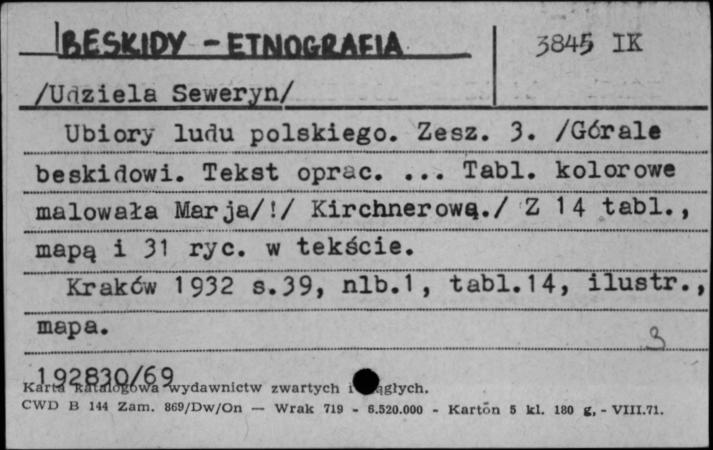 BESKIDY - ETNOGRAFIA
3845 IK
/Udziela Seweryn/
Ubiory ludu polskiego. Zesz. 3. /Górale
beskidowi. Tekst oprac. ... Tabl. kolorowe
malowała Marja/!/ Kirchnerową./ Z 14 tabl.,
mapą i 31 ryc. w tekście.
Kraków 1932 s.39, nlb.1, tabl.14, ilustr.,
mapa.
3
192830/69
Karta katalogowa wydawnictw zwartych i ągłych.
CWD B 144 Zam. 869/Dw/On — Wrak 719 - 6.520.000 - Karton 5 kl. 180 g, - VIII.71.